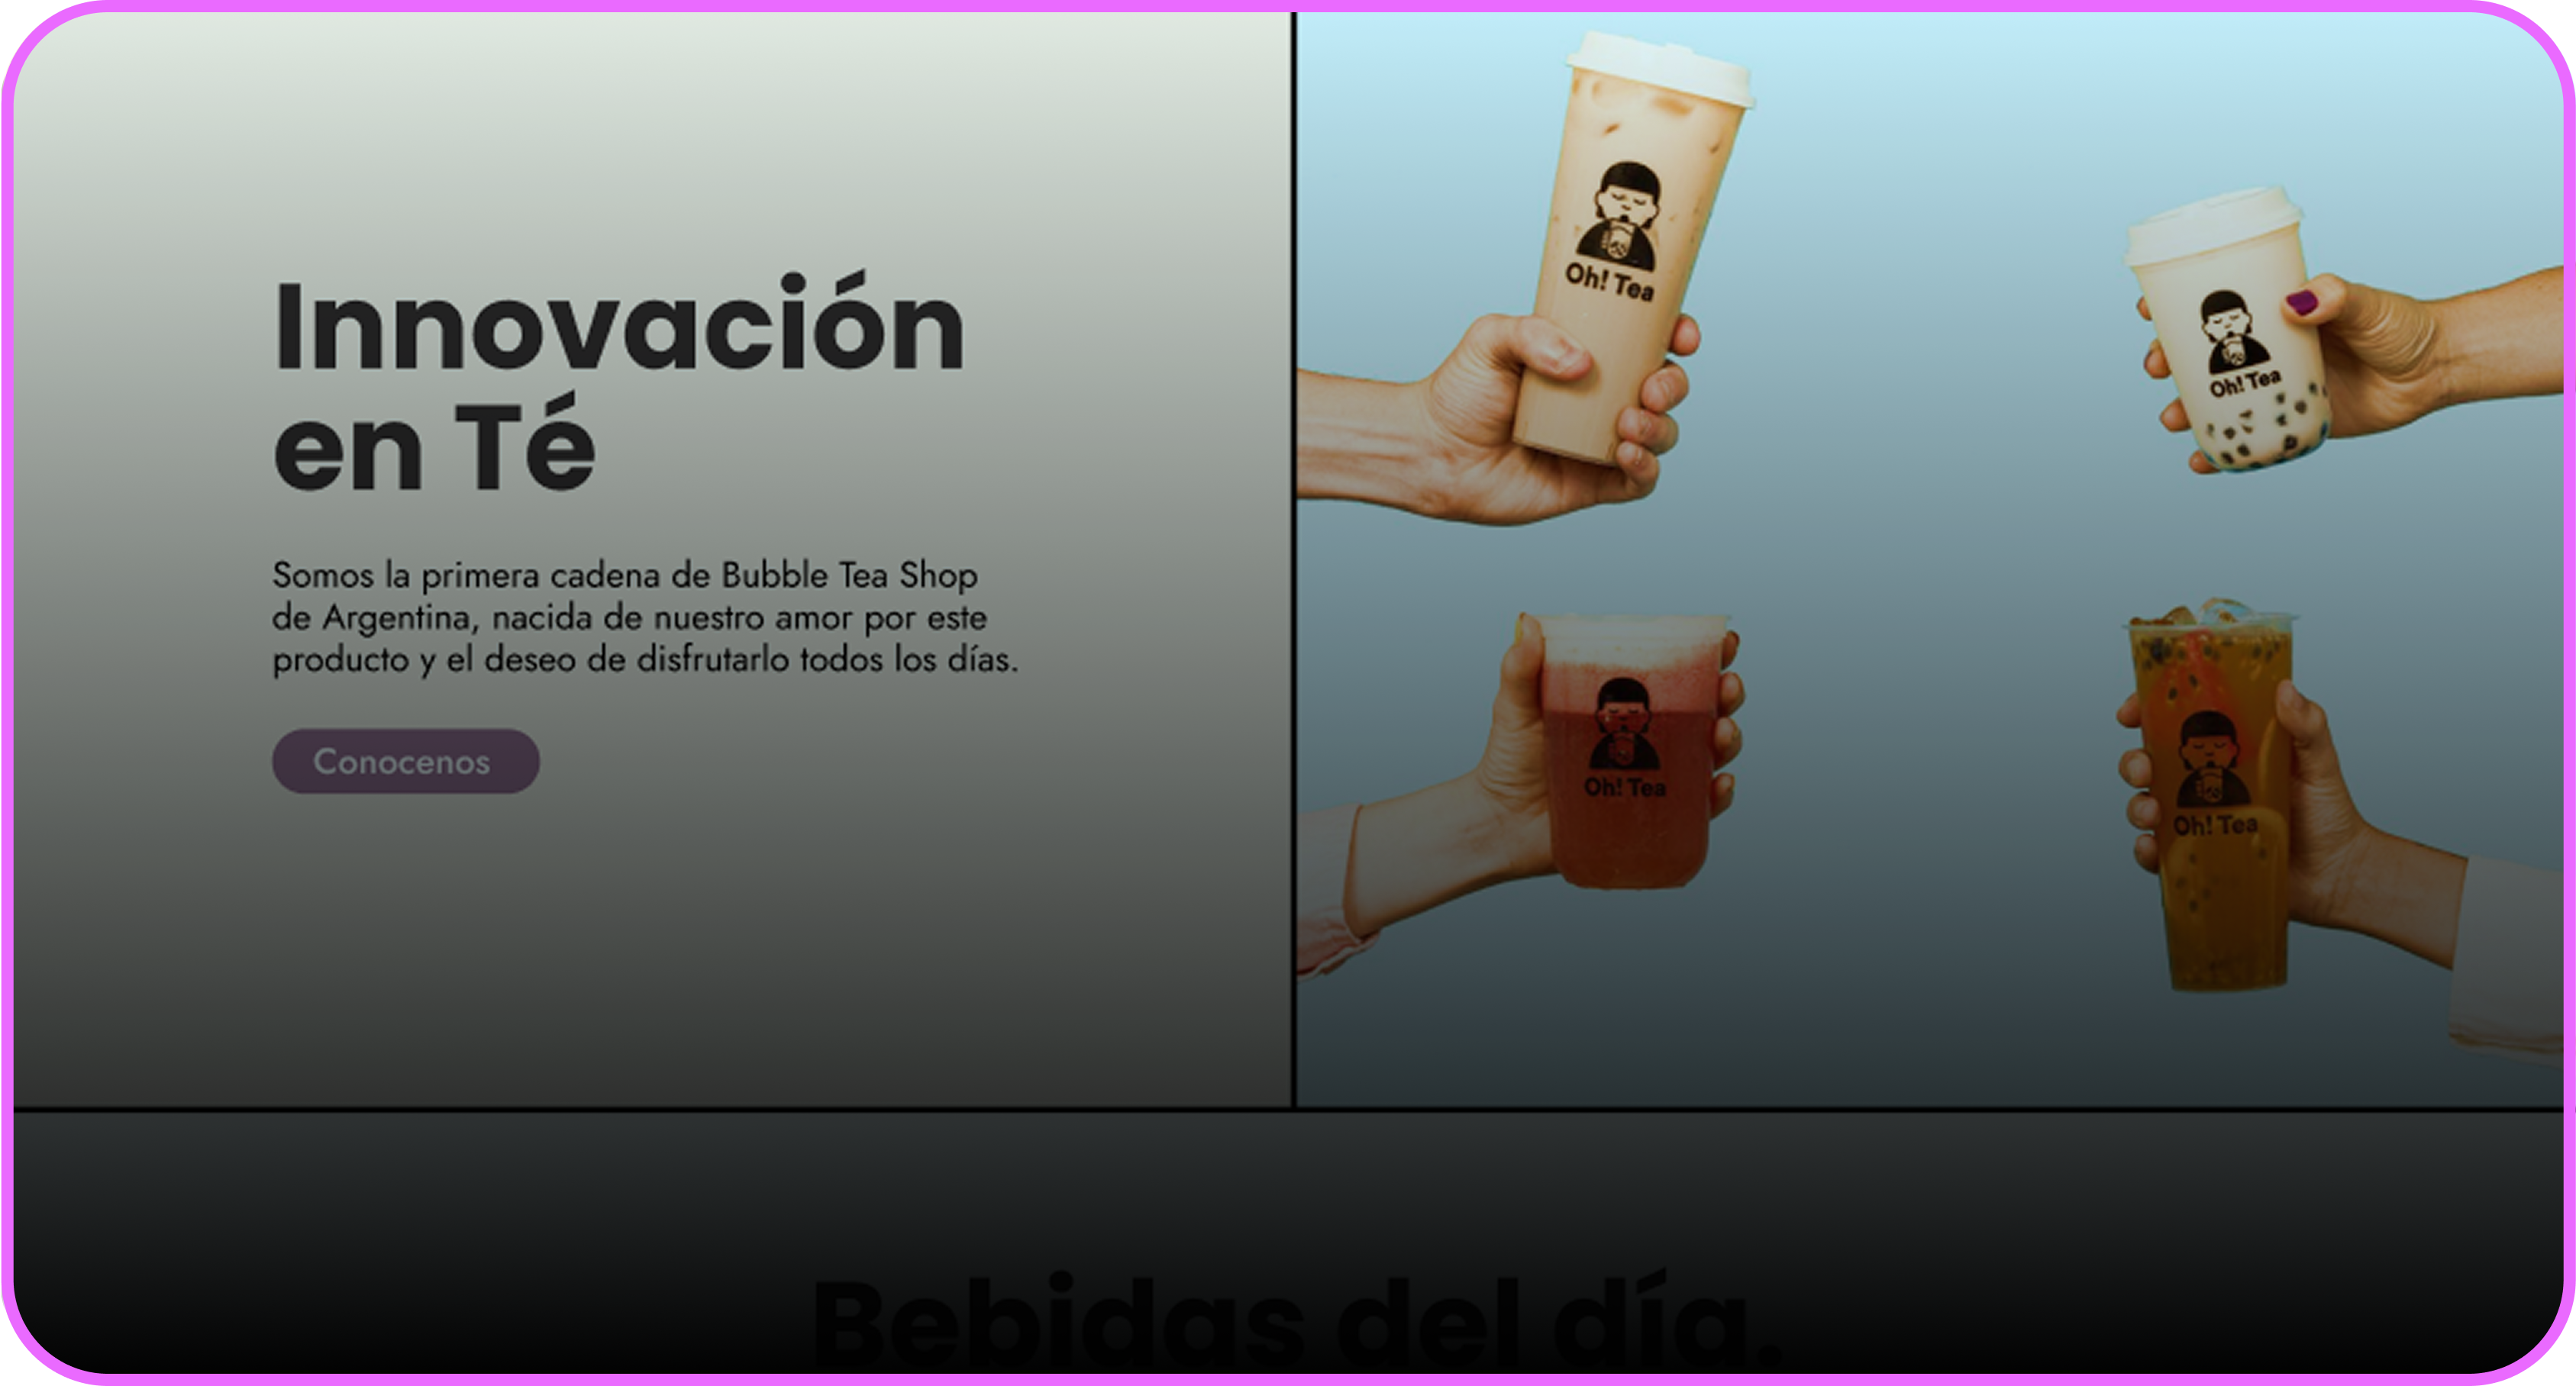 Innovación
en Té
Somos la primera cadena de Bubble Tea Shop
de Argentina, nacida de nuestro amor por este
producto y el deseo de disfrutarlo todos los días.
Conocenos
Oh! Tea
Oh! Tea
Oh! Tea
Oh! Tea
Bebidas del día.